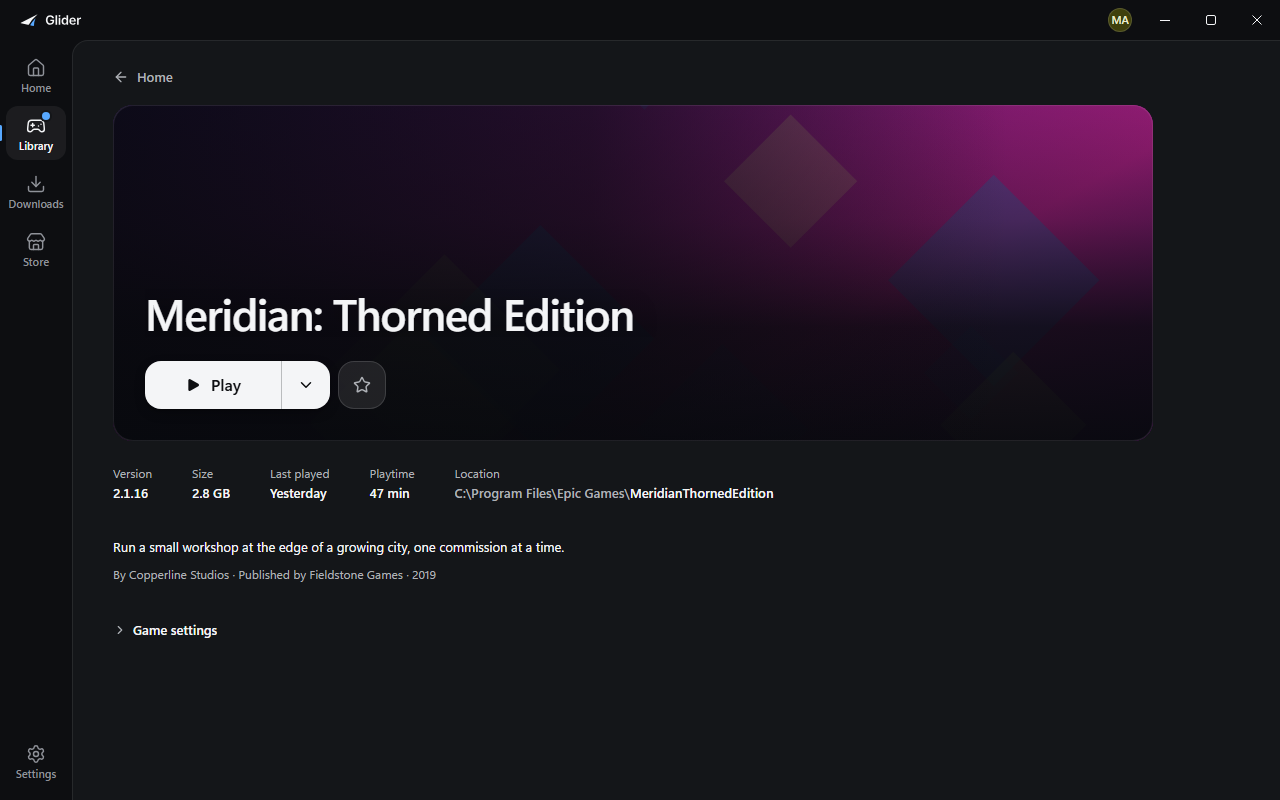 Glider
MA
Home
Library
Downloads
Store
Settings
Home
Meridian: Thorned Edition
Play
Version
2.1.16
Size
2.8 GB
Last played
Yesterday
Playtime
47 min
Location
C:\Program Files\Epic Games\MeridianThornedEdition
Run a small workshop at the edge of a growing city, one commission at a time.
By Copperline Studios · Published by Fieldstone Games · 2019
Game settings